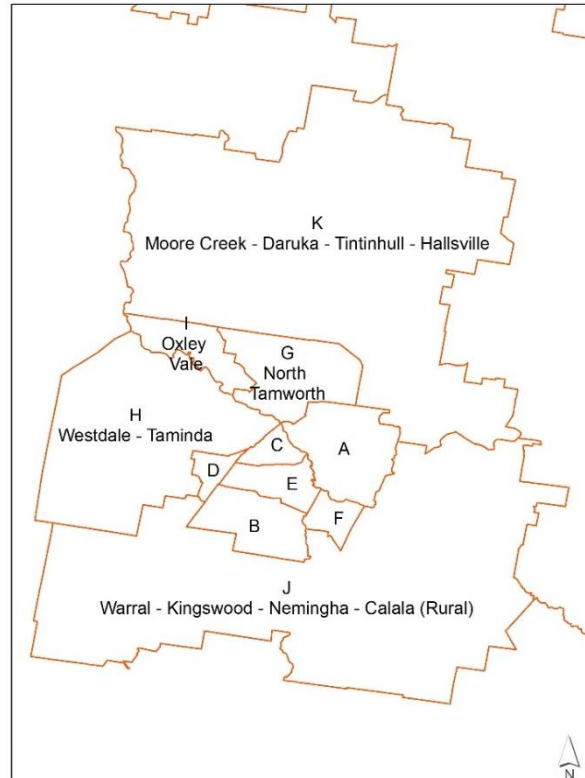 K
Moore Creek - Daruka - Tintinhull - Hallsville
I
Oxley
Vale
G
North
Tamworth
H
Westdale - Taminda
C
A
D
E
F
B
J
Warral - Kingswood - Nemingha - Calala (Rural)
N